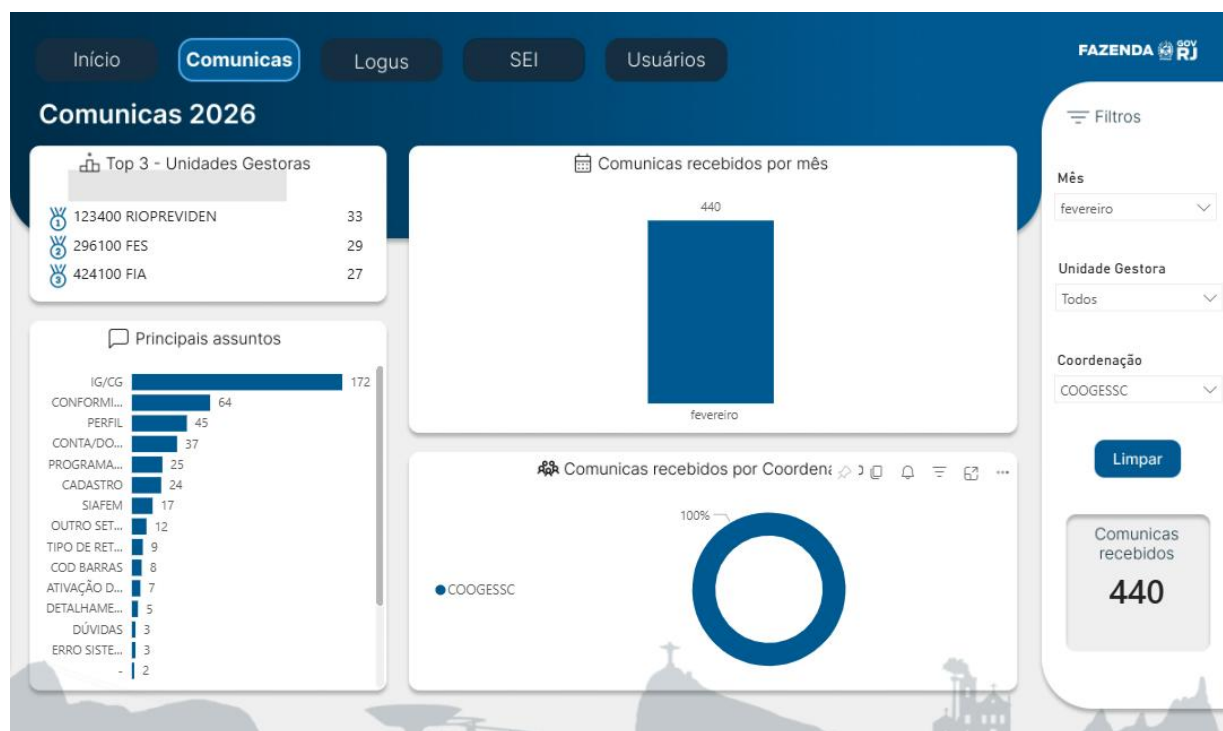 Início Comunicas Logus SEI Usuários
FAZENDA GOV RJ
Comunicas 2026
Filtros
Top 3 - Unidades Gestoras
1 123400 RIOPREVIDEN 33
2 296100 FES 29
3 424100 FIA 27
Comunicas recebidos por mês
440
fevereiro
Principais assuntos
IG/CG 172
CONFORMI... 64
PERFIL 45
CONTA/DO... 37
PROGRAMA... 25
CADASTRO 24
SIAFEM 17
OUTRO SET... 12
TIPO DE RET... 9
COD BARRAS 8
ATIVAÇÃO D... 7
DETALHAME... 5
DÚVIDAS 3
ERRO SISTE... 3
- 2
Comunicas recebidos por Coordena
100%
COOGESSC
Mês
fevereiro
Unidade Gestora
Todos
Coordenação
COOGESSC
Limpar
Comunicas
recebidos
440